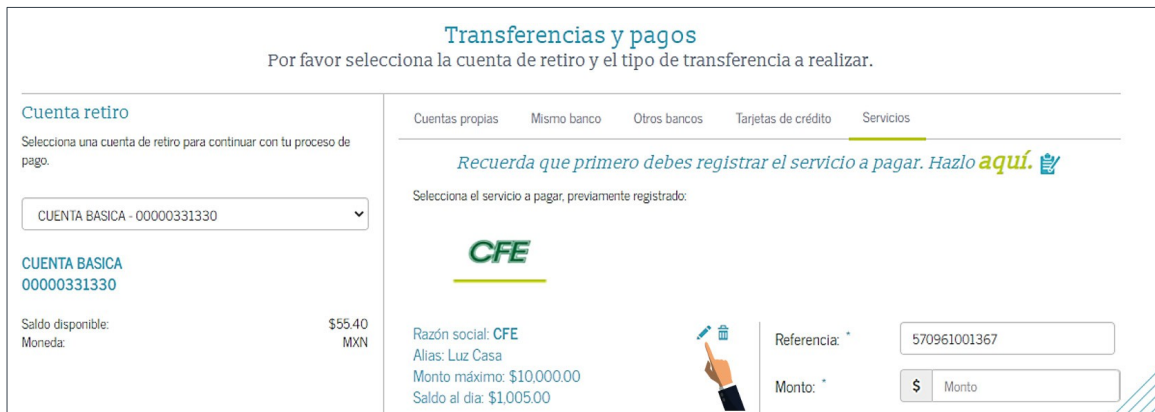 Transferencias y pagos
Por favor selecciona la cuenta de retiro y el tipo de transferencia a realizar.
Cuenta retiro
Selecciona una cuenta de retiro para continuar con tu proceso de
pago.
CUENTA BASICA - 00000331330
CUENTA BASICA
00000331330
Saldo disponible: $55.40
Moneda: MXN
Cuentas propias Mismo banco Otros bancos Tarjetas de crédito Servicios
Recuerda que primero debes registrar el servicio a pagar. Hazlo aquí.
Selecciona el servicio a pagar, previamente registrado:
CFE
Razón social: CFE
Alias: Luz Casa
Monto máximo: $10,000.00
Saldo al dia: $1,005.00
Referencia: * 570961001367
Monto: * $ Monto